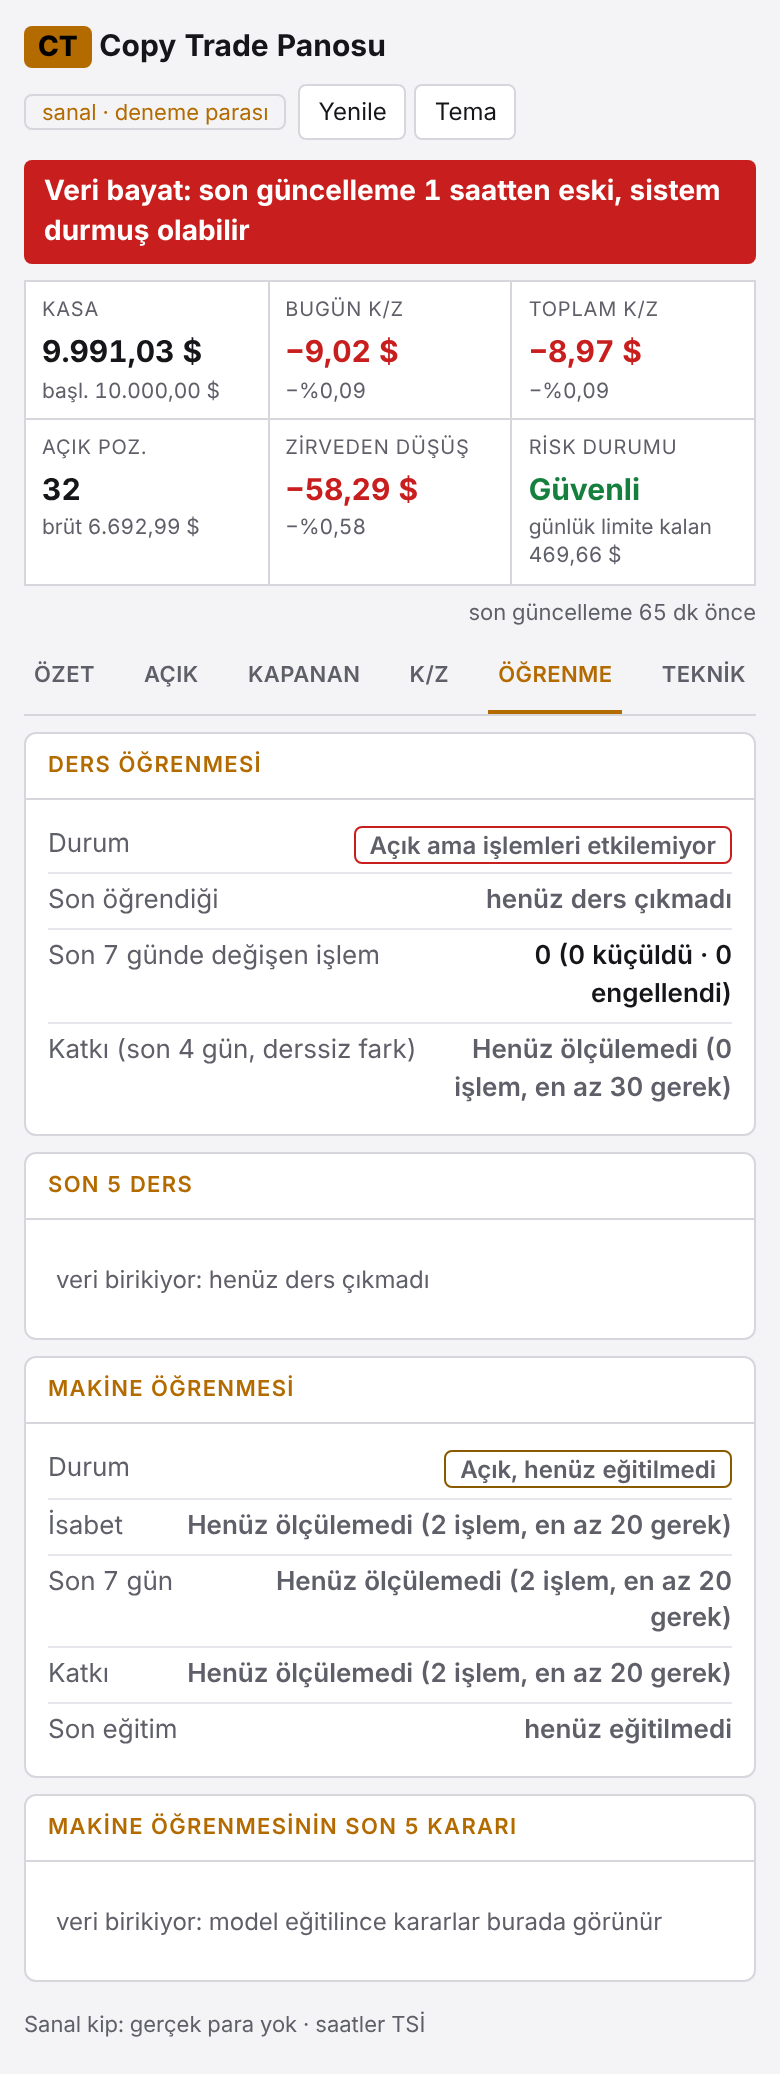 CT Copy Trade Panosu
sanal · deneme parası Yenile Tema
Veri bayat: son güncelleme 1 saatten eski, sistem
durmuş olabilir
KASA BUGÜN K/Z TOPLAM K/Z
9.991,03 $ −9,02 $ −8,97 $
başl. 10.000,00 $ −%0,09 −%0,09
AÇIK POZ. ZİRVEDEN DÜŞÜŞ RİSK DURUMU
32 −58,29 $ Güvenli
brüt 6.692,99 $ −%0,58 günlük limite kalan
469,66 $
son güncelleme 65 dk önce
ÖZET AÇIK KAPANAN K/Z ÖĞRENME TEKNİK
DERS ÖĞRENMESİ
Durum Açık ama işlemleri etkilemiyor
Son öğrendiği henüz ders çıkmadı
Son 7 günde değişen işlem 0 (0 küçüldü · 0
engellendi)
Katkı (son 4 gün, derssiz fark) Henüz ölçülemedi (0
işlem, en az 30 gerek)
SON 5 DERS
veri birikiyor: henüz ders çıkmadı
MAKİNE ÖĞRENMESİ
Durum Açık, henüz eğitilmedi
İsabet Henüz ölçülemedi (2 işlem, en az 20 gerek)
Son 7 gün Henüz ölçülemedi (2 işlem, en az 20
gerek)
Katkı Henüz ölçülemedi (2 işlem, en az 20 gerek)
Son eğitim henüz eğitilmedi
MAKİNE ÖĞRENMESİNİN SON 5 KARARI
veri birikiyor: model eğitilince kararlar burada görünür
Sanal kip: gerçek para yok · saatler TSİ